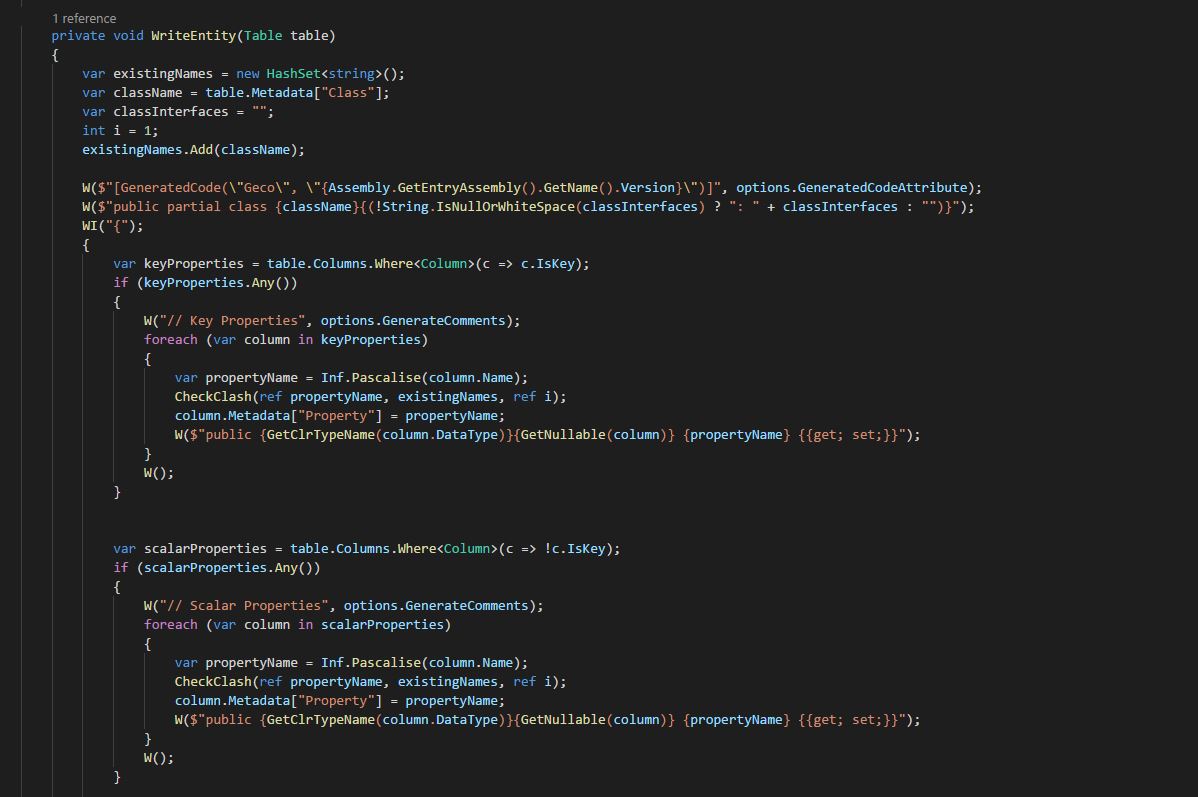 1 reference
private void WriteEntity(Table table)
{
    var existingNames = new HashSet<string>();
    var className = table.Metadata["Class"];
    var classInterfaces = "";
    int i = 1;
    existingNames.Add(className);

    W($"[GeneratedCode(\"Geco\", \"{Assembly.GetEntryAssembly().GetName().Version}\")]", options.GeneratedCodeAttribute);
    W($"public partial class {className}{(!String.IsNullOrWhiteSpace(classInterfaces) ? ": " + classInterfaces : "")}");
    WI("{");
    {
        var keyProperties = table.Columns.Where<Column>(c => c.IsKey);
        if (keyProperties.Any())
        {
            W("// Key Properties", options.GenerateComments);
            foreach (var column in keyProperties)
            {
                var propertyName = Inf.Pascalise(column.Name);
                CheckClash(ref propertyName, existingNames, ref i);
                column.Metadata["Property"] = propertyName;
                W($"public {GetClrTypeName(column.DataType)}{GetNullable(column)} {propertyName} {{get; set;}}");
            }
            W();
        }

        var scalarProperties = table.Columns.Where<Column>(c => !c.IsKey);
        if (scalarProperties.Any())
        {
            W("// Scalar Properties", options.GenerateComments);
            foreach (var column in scalarProperties)
            {
                var propertyName = Inf.Pascalise(column.Name);
                CheckClash(ref propertyName, existingNames, ref i);
                column.Metadata["Property"] = propertyName;
                W($"public {GetClrTypeName(column.DataType)}{GetNullable(column)} {propertyName} {{get; set;}}");
            }
            W();
        }